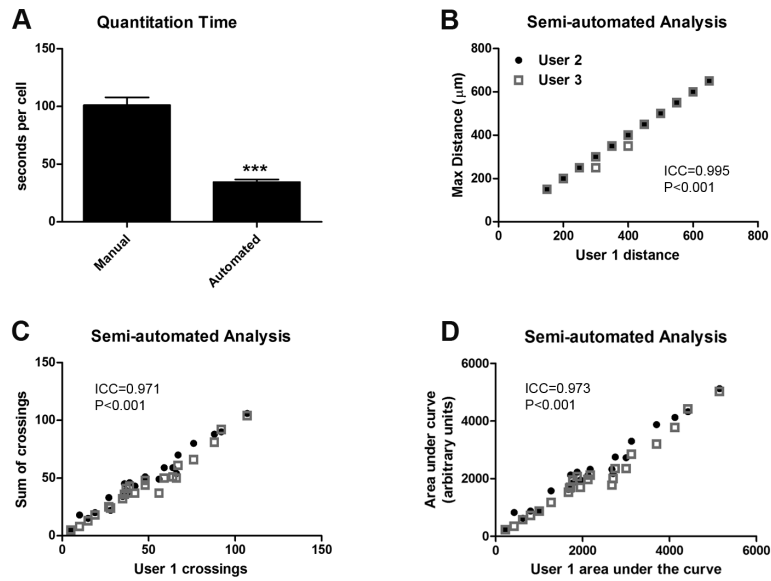 A
Quantitation Time
150
100
50
0
seconds per cell
***
Manual
Automated
B
Semi-automated Analysis
User 2
User 3
800
600
400
200
0
Max Distance (μm)
ICC=0.995
P<0.001
0 200 400 600 800
User 1 distance
C
Semi-automated Analysis
150
100
50
0
Sum of crossings
ICC=0.971
P<0.001
0 50 100 150
User 1 crossings
D
Semi-automated Analysis
6000
4000
2000
0
Area under curve
(arbitrary units)
ICC=0.973
P<0.001
0 2000 4000 6000
User 1 area under the curve